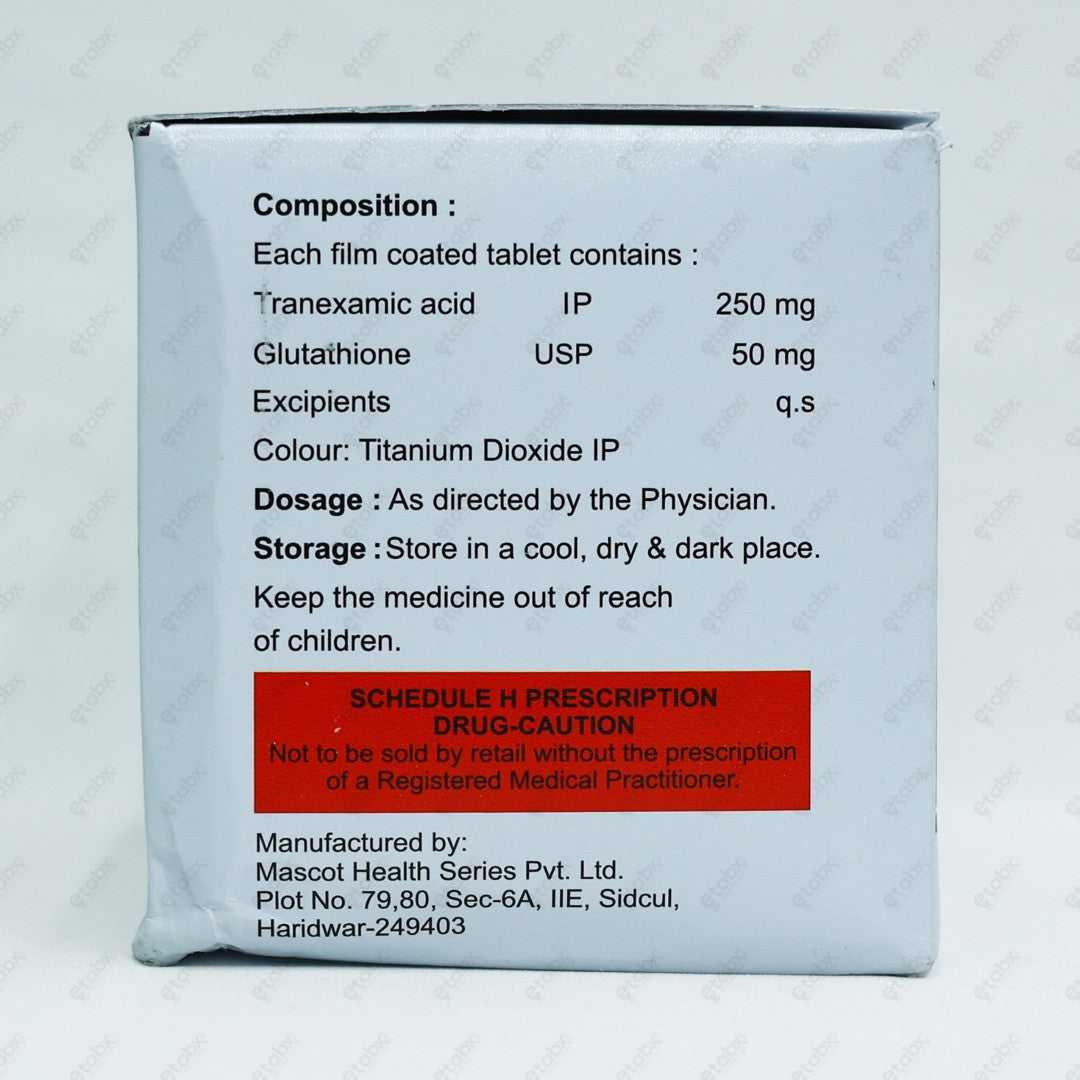 Composition :
Each film coated tablet contains :
Tranexamic acid IP 250 mg
Glutathione USP 50 mg
Excipients q.s
Colour: Titanium Dioxide IP
Dosage : As directed by the Physician.
Storage : Store in a cool, dry & dark place.
Keep the medicine out of reach
of children.
SCHEDULE H PRESCRIPTION
DRUG-CAUTION
Not to be sold by retail without the prescription
of a Registered Medical Practitioner.
Manufactured by:
Mascot Health Series Pvt. Ltd.
Plot No. 79,80, Sec-6A, IIE, Sidcul,
Haridwar-249403